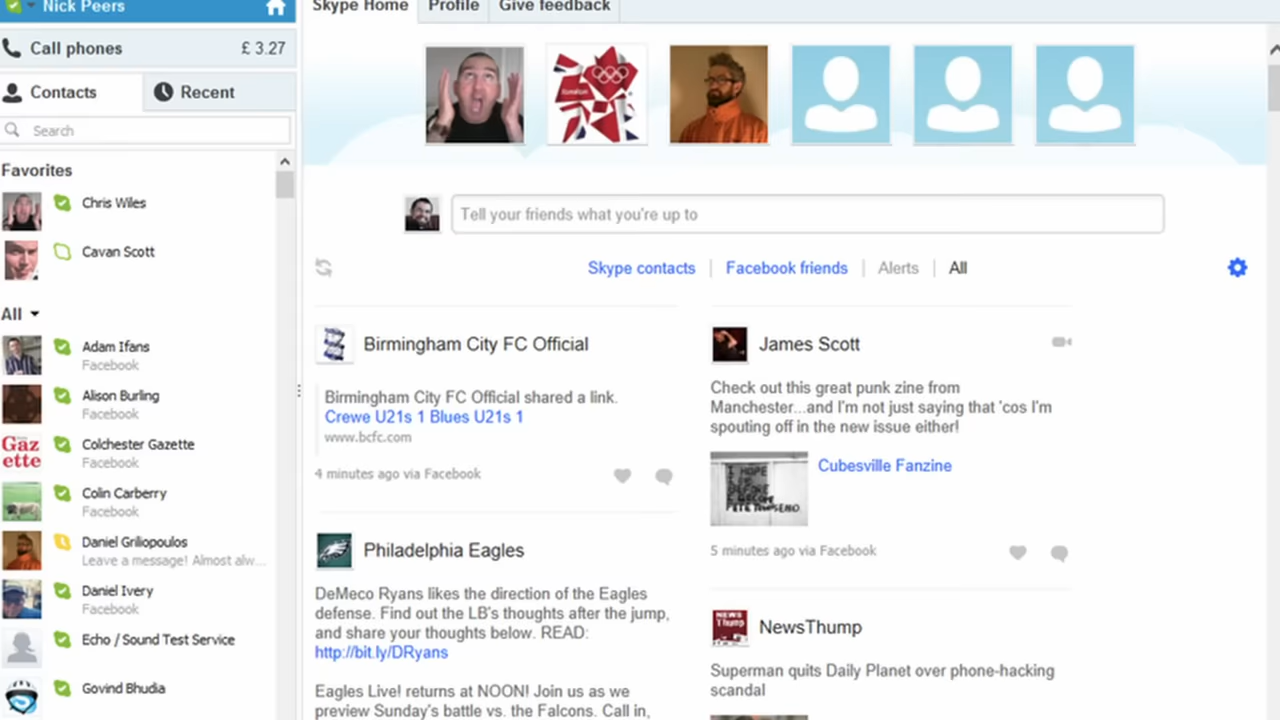 Nick Peers
Call phones
£ 3.27
Contacts
Recent
Search
Favorites
Chris Wiles
Cavan Scott
All
Adam Ifans
Facebook
Alison Burling
Facebook
Gaz
ette
Colchester Gazette
Facebook
Colin Carberry
Facebook
Daniel Griliopoulos
Leave a message! Almost alw...
Daniel Ivery
Facebook
Echo / Sound Test Service
Govind Bhudia
Skype Home
Profile
Give feedback
Tell your friends what you're up to
Skype contacts
Facebook friends
Alerts
All
Birmingham City FC Official
Birmingham City FC Official shared a link.
Crewe U21s 1 Blues U21s 1
www.bcfc.com
4 minutes ago via Facebook
Philadelphia Eagles
DeMeco Ryans likes the direction of the Eagles
defense. Find out the LB's thoughts after the jump,
and share your thoughts below. READ:
http://bit.ly/DRyans
Eagles Live! returns at NOON! Join us as we
preview Sunday's battle vs. the Falcons. Call in,
James Scott
Check out this great punk zine from
Manchester...and I'm not just saying that 'cos I'm
spouting off in the new issue either!
I HOPE
I DIE
BEFORE
I BECOME
Cubesville Fanzine
5 minutes ago via Facebook
NEWS
Thump
NewsThump
Superman quits Daily Planet over phone-hacking
scandal